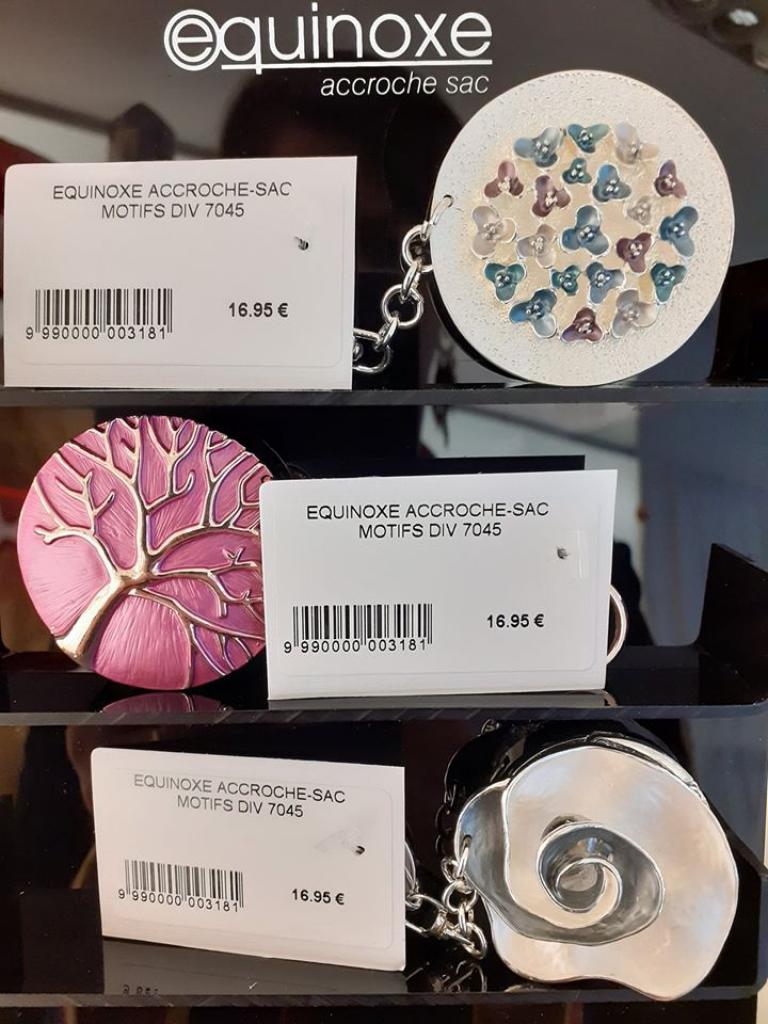 equinoxe
accroche sac
EQUINOXE ACCROCHE-SAC
MOTIFS DIV 7045
16.95 €
9 990000 003181
EQUINOXE ACCROCHE-SAC
MOTIFS DIV 7045
16.95 €
9 990000 003181
EQUINOXE ACCROCHE-SAC
MOTIFS DIV 7045
16.95 €
9 990000 003181